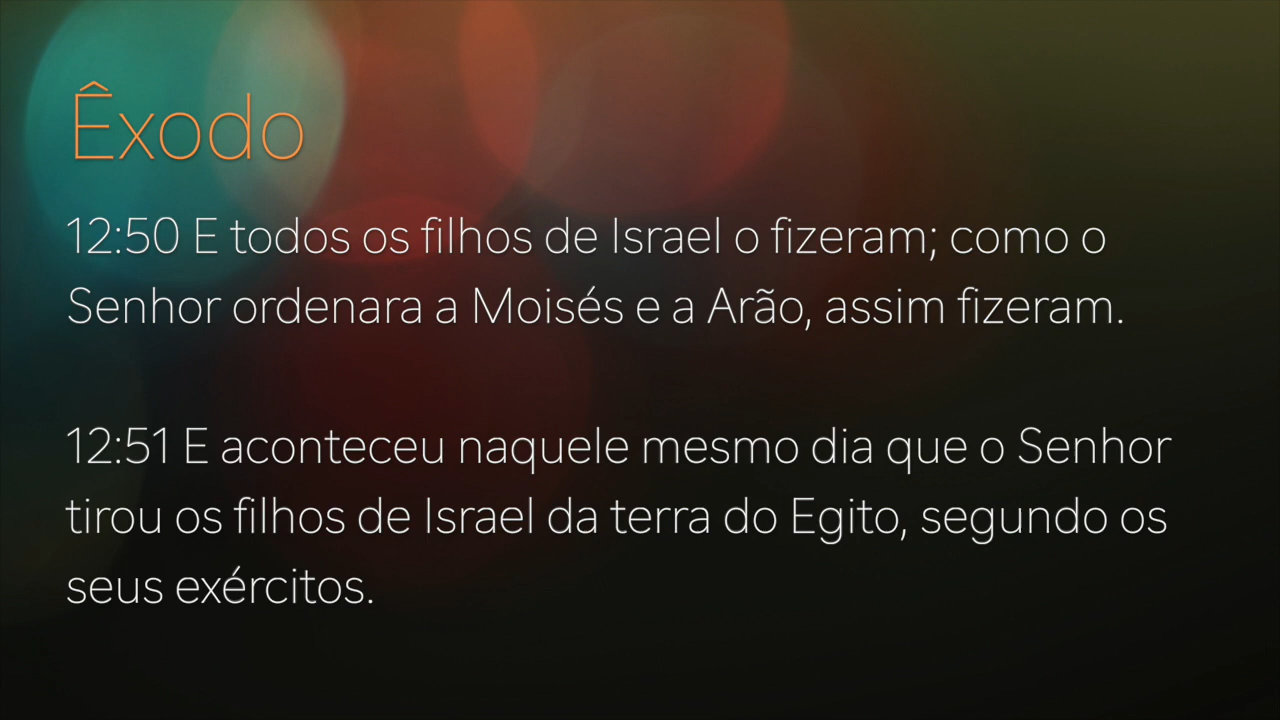 Êxodo
12:50 E todos os filhos de Israel o fizeram; como o
Senhor ordenara a Moisés e a Arão, assim fizeram.
12:51 E aconteceu naquele mesmo dia que o Senhor
tirou os filhos de Israel da terra do Egito, segundo os
seus exércitos.